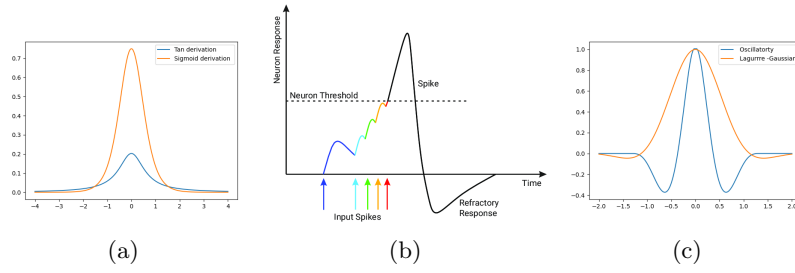 Tan derivation
Sigmoid derivation
0.7
0.6
0.5
0.4
0.3
0.2
0.1
0.0
−4 −3 −2 −1 0 1 2 3 4
(a)
Neuron Response
Neuron Threshold
Spike
Time
Input Spikes
Refractory
Response
(b)
Oscillatorty
Lagurrre -Gaussian
1.0
0.8
0.6
0.4
0.2
0.0
−0.2
−0.4
−2.0 −1.5 −1.0 −0.5 0.0 0.5 1.0 1.5 2.0
(c)